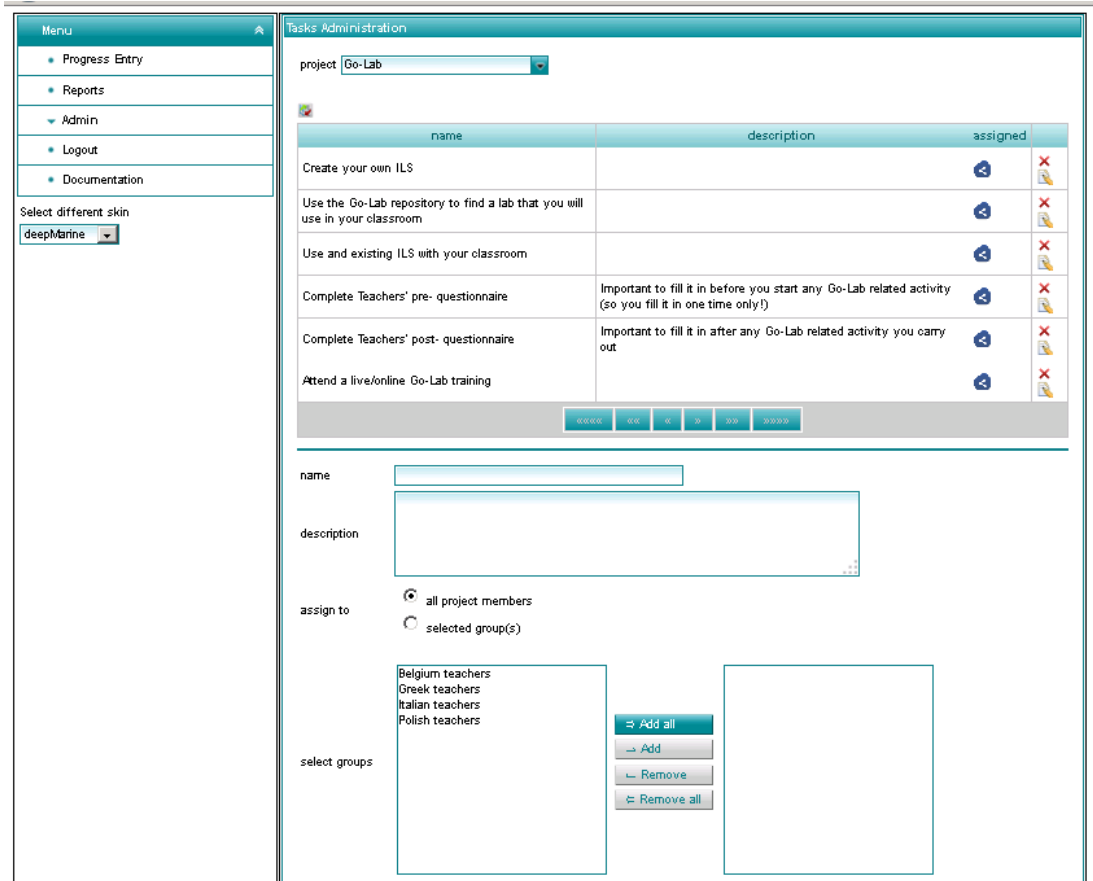 Menu
Progress Entry
Reports
Admin
Logout
Documentation
Select different skin
deepMarine
Tasks Administration
project Go-Lab
name description assigned
Create your own ILS
Use the Go-Lab repository to find a lab that you will
use in your classroom
Use and existing ILS with your classroom
Complete Teachers' pre- questionnaire
Important to fill it in before you start any Go-Lab related activity
(so you fill it in one time only!)
Complete Teachers' post- questionnaire
Important to fill it in after any Go-Lab related activity you carry
out
Attend a live/online Go-Lab training
«««« «« « » »» »»»»
name
description
assign to
all project members
selected group(s)
select groups
Belgium teachers
Greek teachers
Italian teachers
Polish teachers
⇒ Add all
→ Add
← Remove
⇐ Remove all